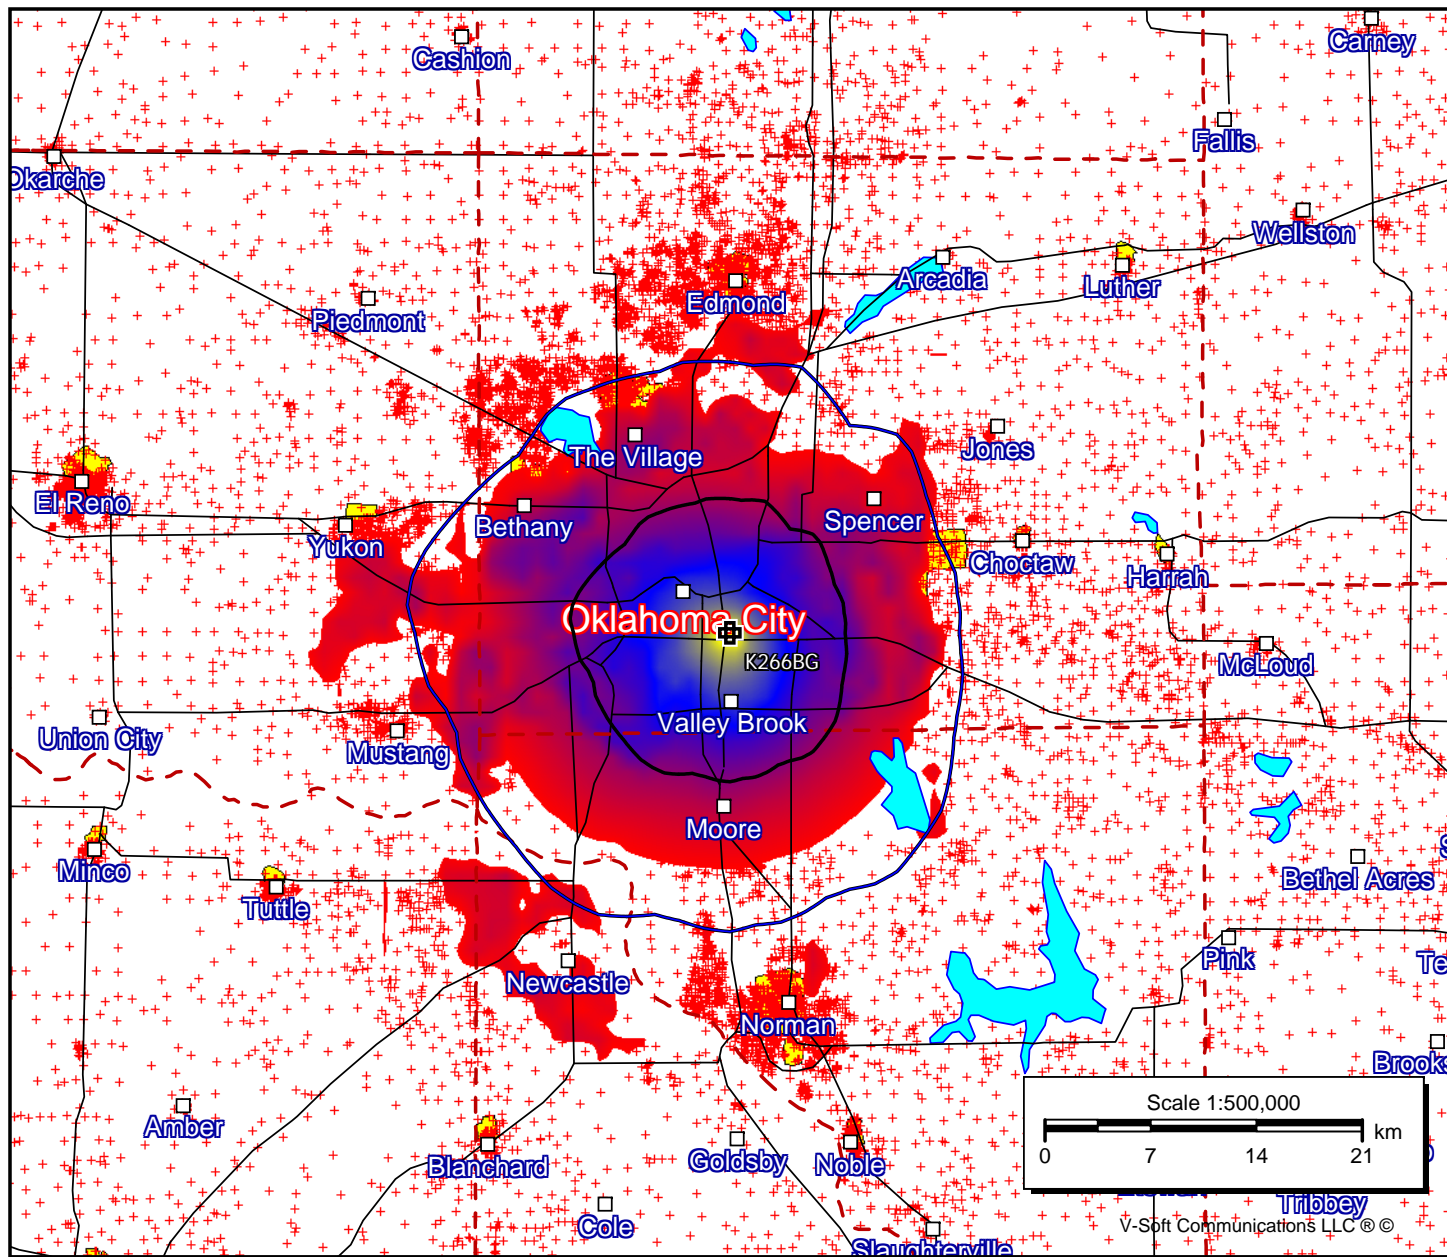 Cashion
Carney
Fallis
Okarche
Wellston
Arcadia
Luther
Edmond
Piedmont
Jones
The Village
El Reno
Bethany
Spencer
Yukon
Choctaw
Harrah
Oklahoma City
K266BG
McLoud
Valley Brook
Union City
Mustang
Moore
Minco
Bethel Acres
Tuttle
Pink
Te
Newcastle
Norman
Brooks
Scale 1:500,000
km
0 7 14 21
Amber
Blanchard
Goldsby
Noble
Tribbey
Cole
V-Soft Communications LLC ® ©
Slaughterville